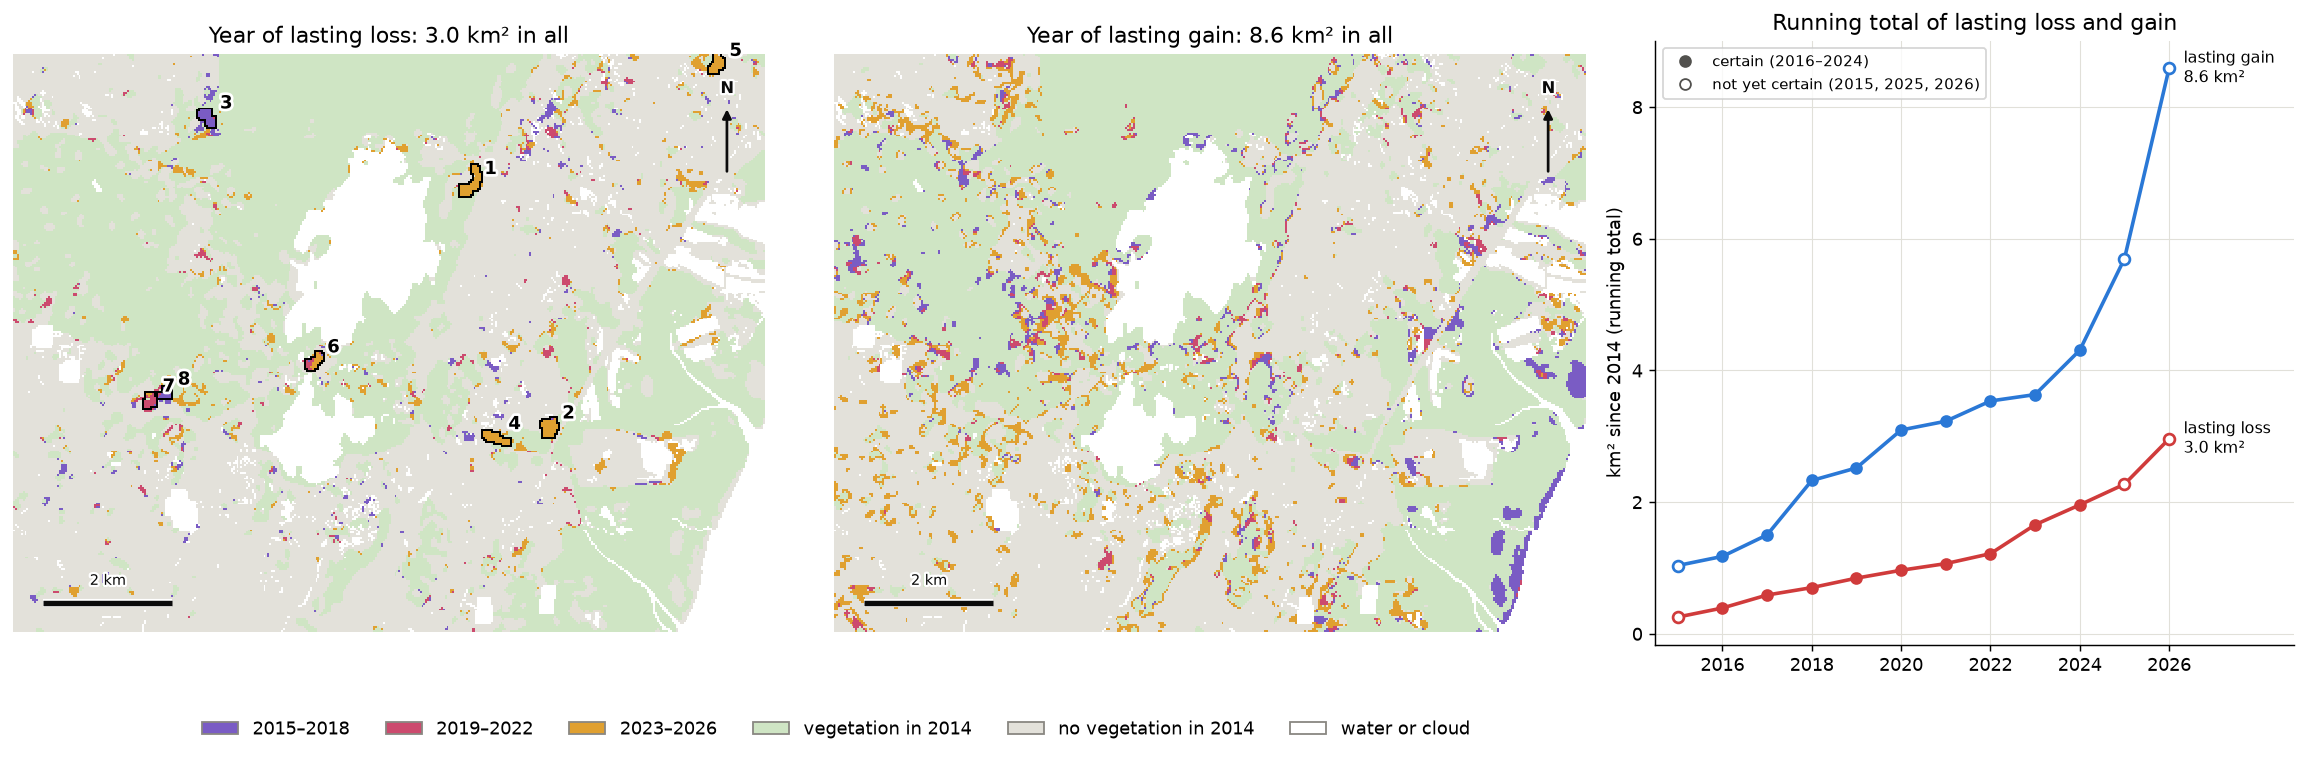 Year of lasting loss: 3.0 km² in all
5
N
3
1
6
7
8
4
2
2 km
Year of lasting gain: 8.6 km² in all
N
2 km
Running total of lasting loss and gain
certain (2016–2024)
not yet certain (2015, 2025, 2026)
lasting gain
8.6 km²
lasting loss
3.0 km²
km² since 2014 (running total)
8
6
4
2
0
2016
2018
2020
2022
2024
2026
2015–2018
2019–2022
2023–2026
vegetation in 2014
no vegetation in 2014
water or cloud